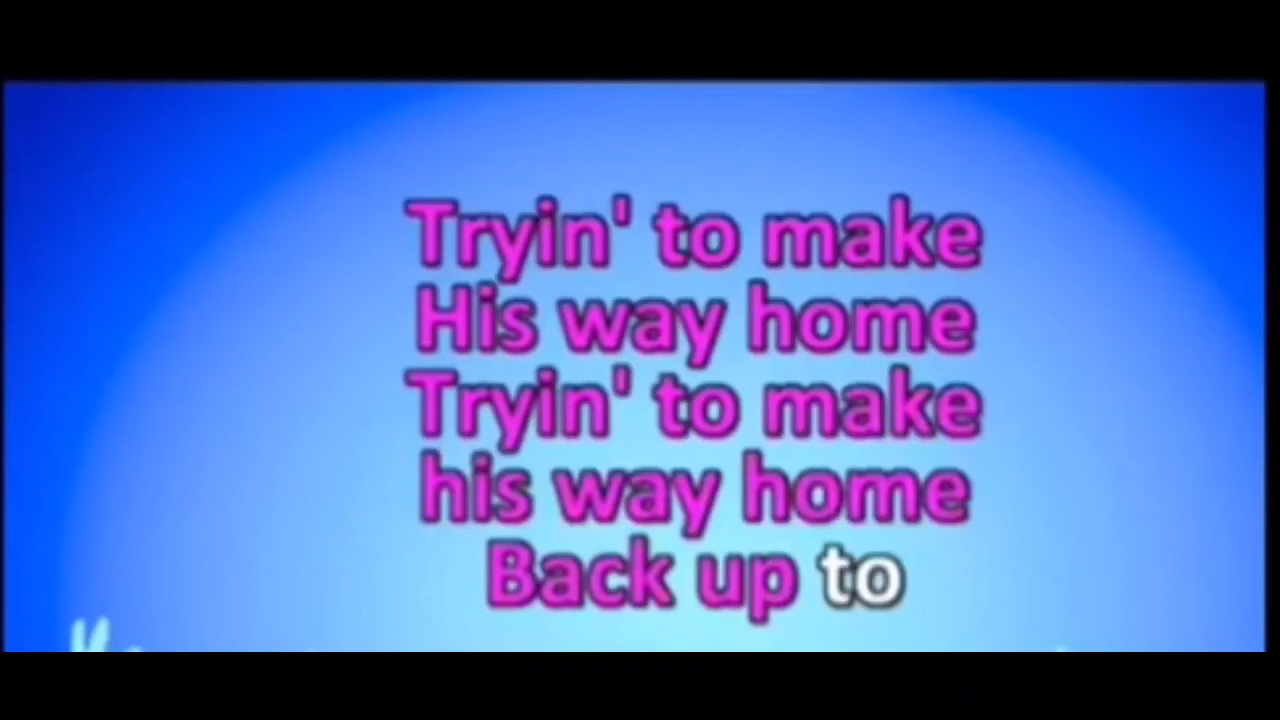 Tryin' to make
His way home
Tryin' to make
his way home
Back up to